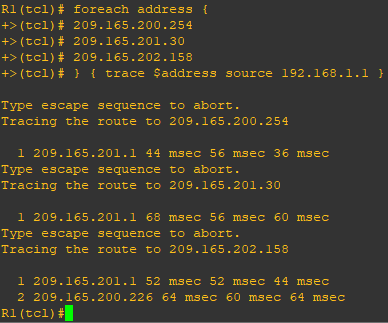 R1(tcl)# foreach address {
+>(tcl)# 209.165.200.254
+>(tcl)# 209.165.201.30
+>(tcl)# 209.165.202.158
+>(tcl)# } { trace $address source 192.168.1.1 }
Type escape sequence to abort.
Tracing the route to 209.165.200.254
1 209.165.201.1 44 msec 56 msec 36 msec
Type escape sequence to abort.
Tracing the route to 209.165.201.30
1 209.165.201.1 68 msec 56 msec 60 msec
Type escape sequence to abort.
Tracing the route to 209.165.202.158
1 209.165.201.1 52 msec 52 msec 44 msec
2 209.165.200.226 64 msec 60 msec 64 msec
R1(tcl)#